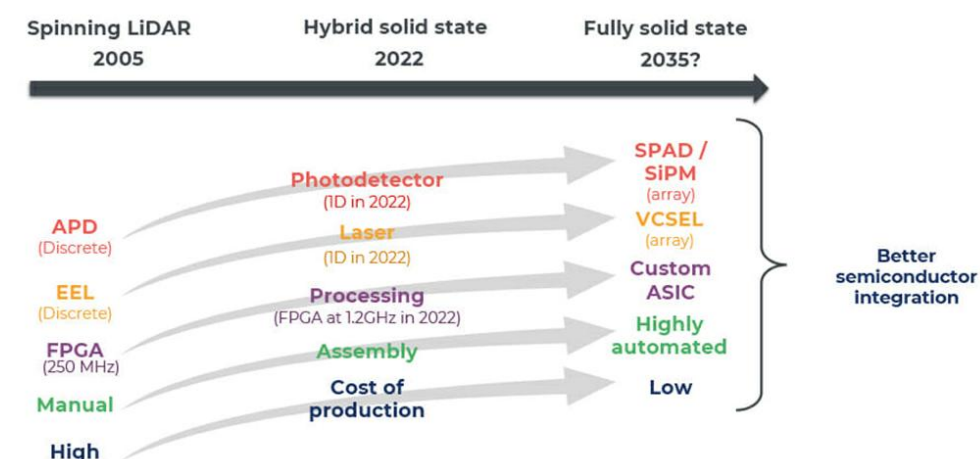 Spinning LiDAR
2005
Hybrid solid state
2022
Fully solid state
2035?
APD
(Discrete)
EEL
(Discrete)
FPGA
(250 MHz)
Manual
High
Photodetector
(1D in 2022)
Laser
(1D in 2022)
Processing
(FPGA at 1.2GHz in 2022)
Assembly
Cost of
production
SPAD /
SiPM
(array)
VCSEL
(array)
Custom
ASIC
Highly
automated
Low
Better
semiconductor
integration